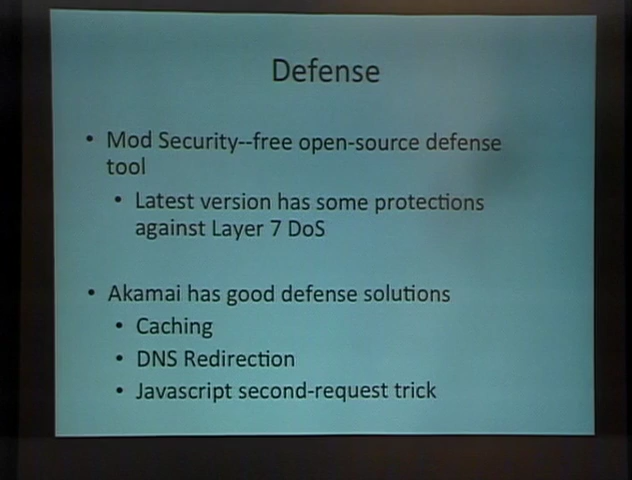 Defense
• Mod Security--free open-source defense
tool
• Latest version has some protections
against Layer 7 DoS
• Akamai has good defense solutions
• Caching
• DNS Redirection
• Javascript second-request trick